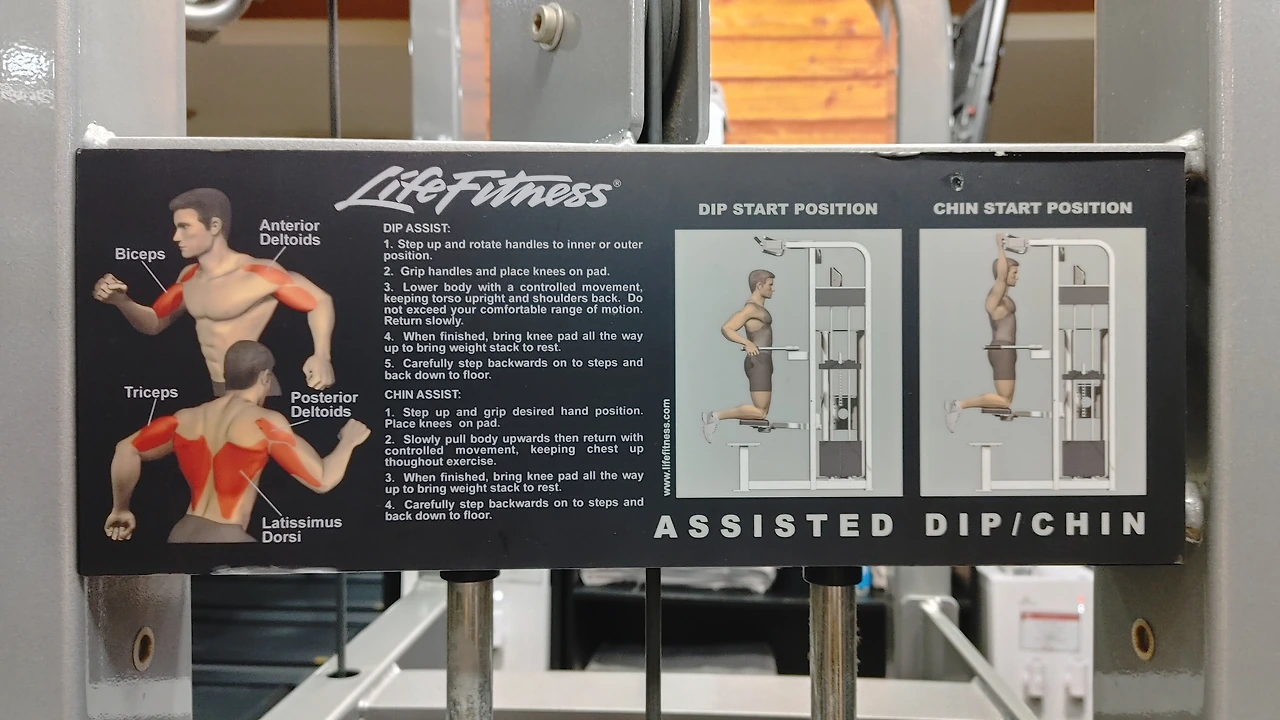 LifeFitness®
Anterior
Deltoids
Biceps
Triceps
Posterior
Deltoids
Latissimus
Dorsi
DIP ASSIST:
1. Step up and rotate handles to inner or outer
position.
2. Grip handles and place knees on pad.
3. Lower body with a controlled movement,
keeping torso upright and shoulders back. Do
not exceed your comfortable range of motion.
Return slowly.
4. When finished, bring knee pad all the way
up to bring weight stack to rest.
5. Carefully step backwards on to steps and
back down to floor.
CHIN ASSIST:
1. Step up and grip desired hand position.
Place knees on pad.
2. Slowly pull body upwards then return with
controlled movement, keeping chest up
thoughout exercise.
3. When finished, bring knee pad all the way
up to bring weight stack to rest.
4. Carefully step backwards on to steps and
back down to floor.
www.lifefitness.com
DIP START POSITION
CHIN START POSITION
ASSISTED DIP/CHIN